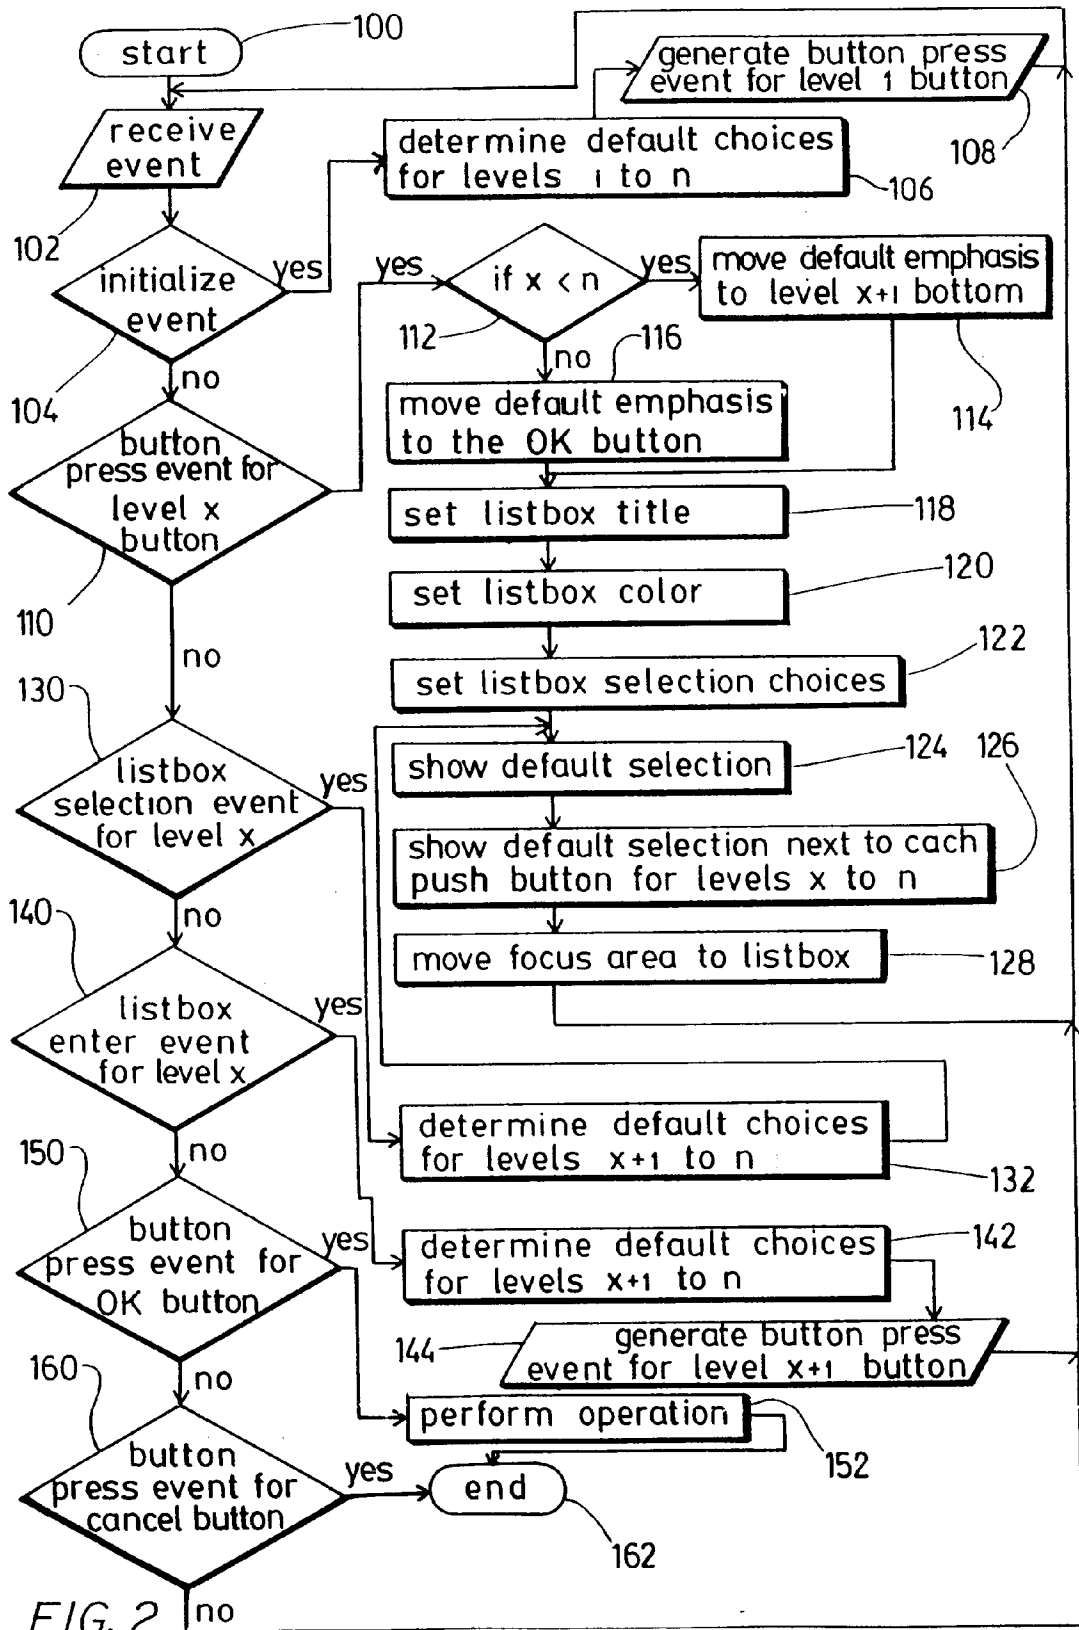 start
100
receive
event
102
initialize
event
104
yes
no
determine default choices
for levels 1 to n
106
generate button press
event for level 1 button
108
button
press event for
level x
button
110
yes
no
if x < n
112
yes
no
move default emphasis
to level x+1 bottom
114
116
move default emphasis
to the OK button
set listbox title
118
set listbox color
120
set listbox selection choices
122
show default selection
124
126
show default selection next to cach
push button for levels x to n
move focus area to listbox
128
130
listbox
selection event
for level x
yes
no
determine default choices
for levels x+1 to n
132
140
listbox
enter event
for level x
yes
no
determine default choices
for levels x+1 to n
142
144
generate button press
event for level x+1 button
150
button
press event for
OK button
yes
no
perform operation
152
160
button
press event for
cancel button
yes
end
162
no
FIG. 2